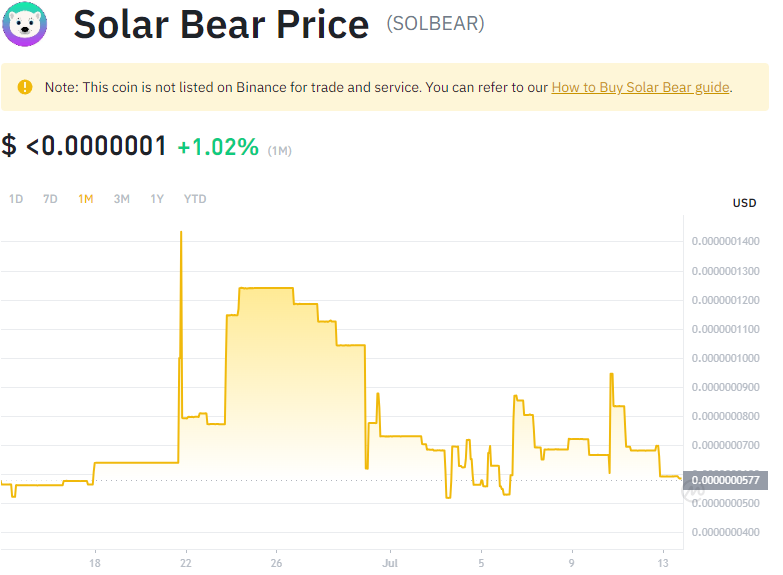 Solar Bear Price (SOLBEAR)
Note: This coin is not listed on Binance for trade and service. You can refer to our How to Buy Solar Bear guide.
$ <0.0000001 +1.02% (1M)
1D 7D 1M 3M 1Y YTD
USD
0.0000001400
0.0000001300
0.0000001200
0.0000001100
0.0000001000
0.0000000900
0.0000000800
0.0000000700
0.0000000577
0.0000000500
0.0000000400
18 22 26 Jul 5 9 13